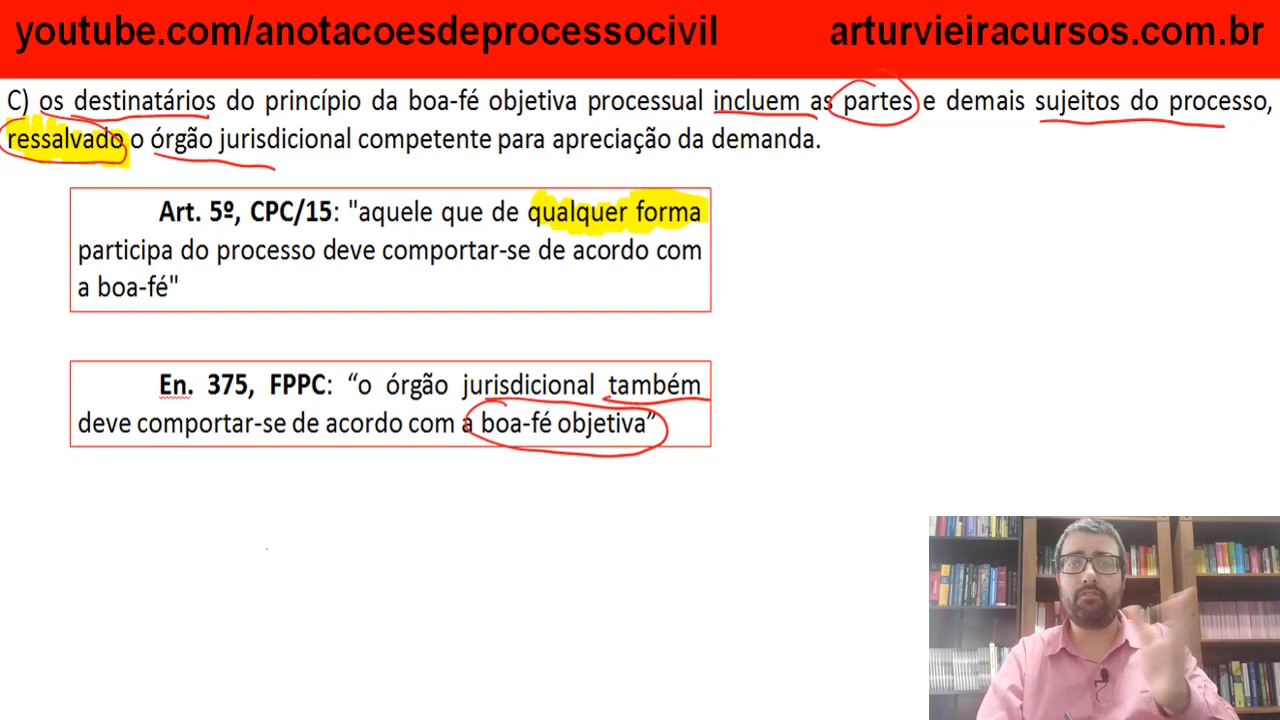 youtube.com/anotacoesdeprocessocivil arturvieiracursos.com.br
C) os destinatários do princípio da boa-fé objetiva processual incluem as partes e demais sujeitos do processo,
ressalvado o órgão jurisdicional competente para apreciação da demanda.
Art. 5º, CPC/15: "aquele que de qualquer forma
participa do processo deve comportar-se de acordo com
a boa-fé"
En. 375, FPPC: “o órgão jurisdicional também
deve comportar-se de acordo com a boa-fé objetiva”